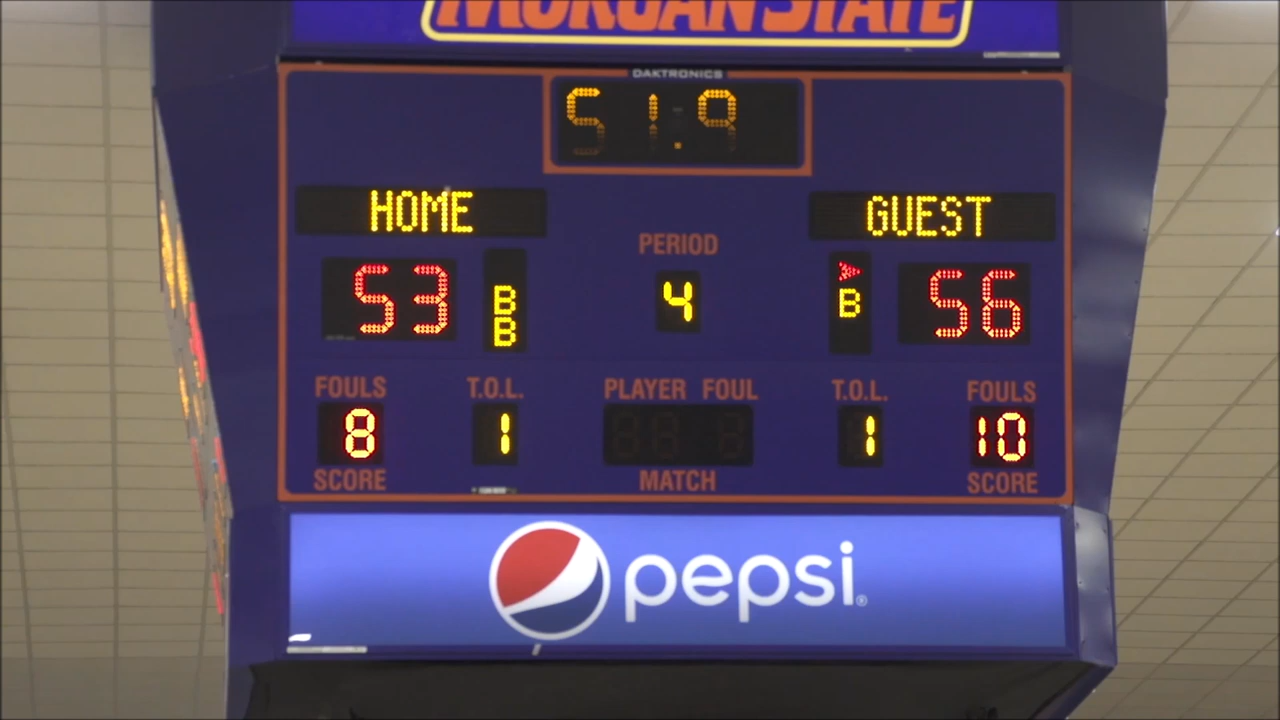 MORGAN STATE
DAKTRONICS
51.9
HOME
GUEST
PERIOD
53
B
B
4
B
56
FOULS
T.O.L.
PLAYER FOUL
T.O.L.
FOULS
8
1
1
10
SCORE
MATCH
SCORE
pepsi